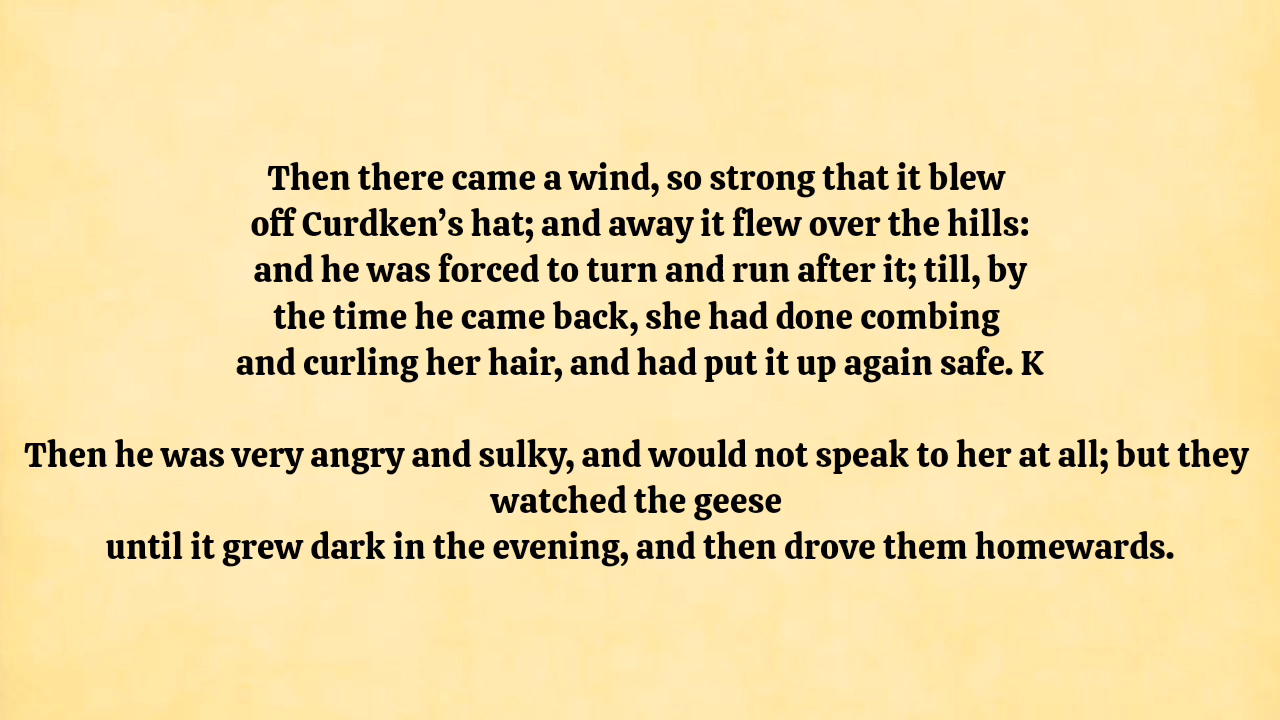 Then there came a wind, so strong that it blew
off Curdken’s hat; and away it flew over the hills:
and he was forced to turn and run after it; till, by
the time he came back, she had done combing
and curling her hair, and had put it up again safe. K
Then he was very angry and sulky, and would not speak to her at all; but they
watched the geese
until it grew dark in the evening, and then drove them homewards.